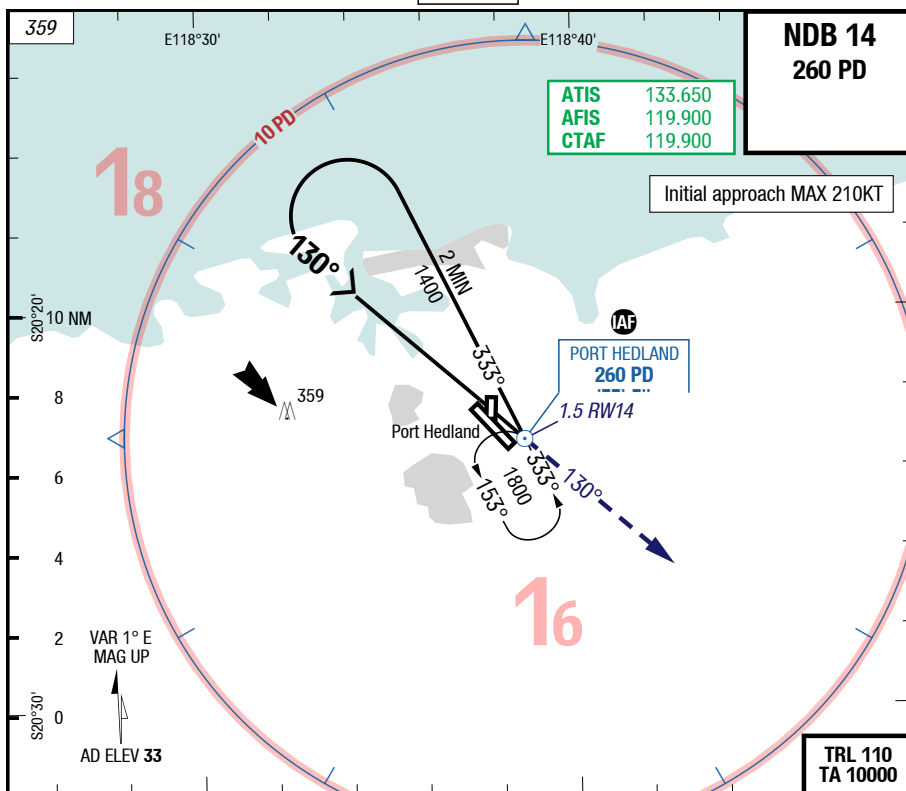 359
E118°30'
E118°40'
NDB 14
260 PD
ATIS 133.650
AFIS 119.900
CTAF 119.900
10 PD
18
Initial approach MAX 210KT
130°
2 MIN
1400
S20°20'
10 NM
IAF
333°
PORT HEDLAND
260 PD
359
8
1.5 RW14
Port Hedland
333°
130°
1800
153°
6
4
16
2
VAR 1° E
MAG UP
S20°30'
0
AD ELEV 33
TRL 110
TA 10000